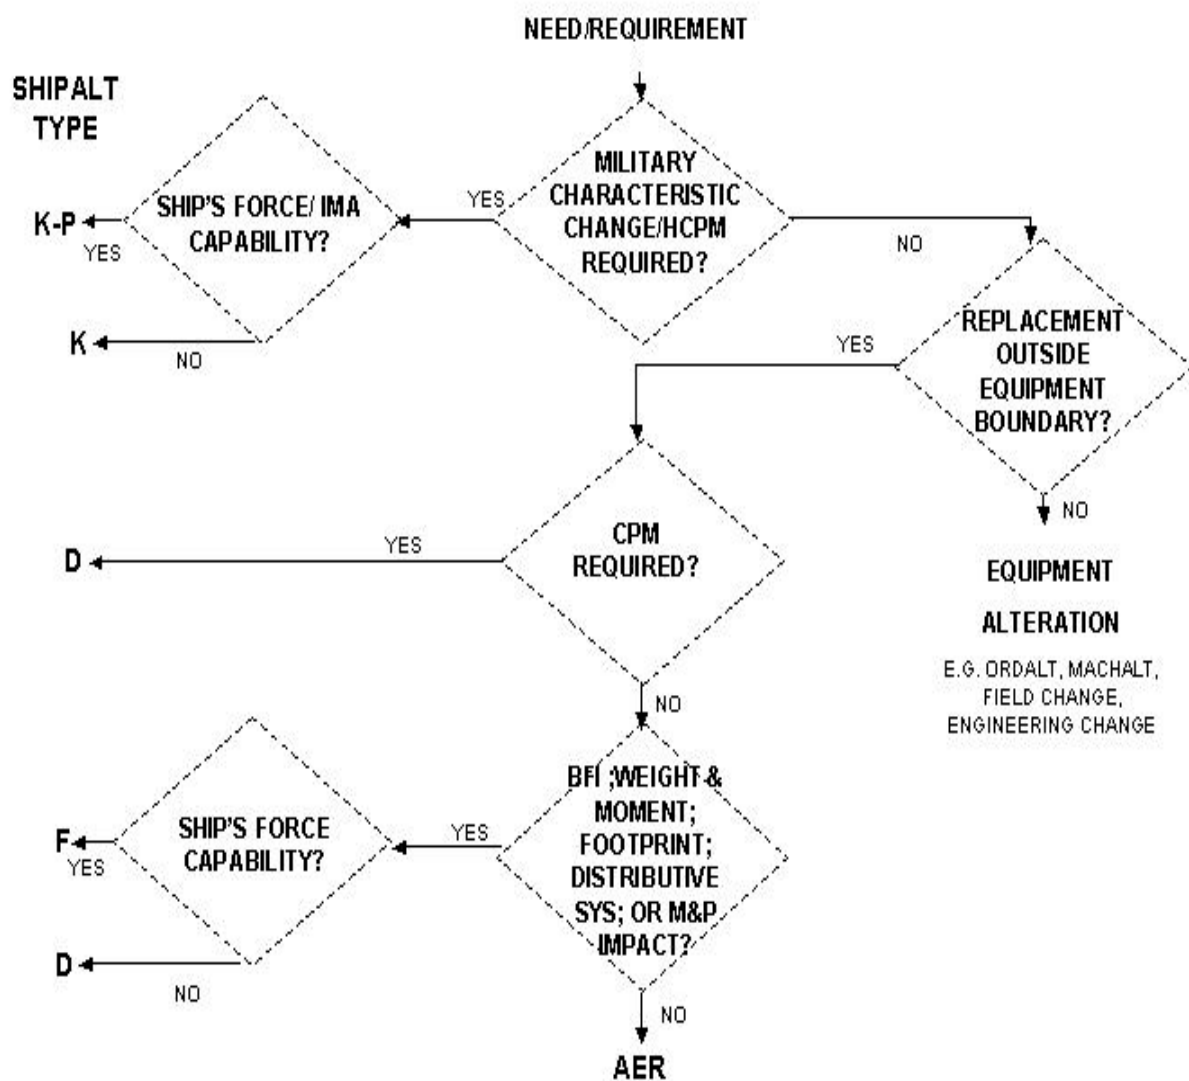 NEED/REQUIREMENT
SHIPALT
TYPE
MILITARY
CHARACTERISTIC
CHANGE/HCPM
REQUIRED?
YES
SHIP'S FORCE/ IMA
CAPABILITY?
K-P
YES
K
NO
NO
REPLACEMENT
OUTSIDE
EQUIPMENT
BOUNDARY?
YES
NO
EQUIPMENT
ALTERATION
E.G. ORDALT, MACHALT,
FIELD CHANGE,
ENGINEERING CHANGE
CPM
REQUIRED?
YES
D
NO
BFI ;WEIGHT &
MOMENT;
FOOTPRINT;
DISTRIBUTIVE
SYS; OR M&P
IMPACT?
YES
SHIP'S FORCE
CAPABILITY?
F
YES
D
NO
NO
AER